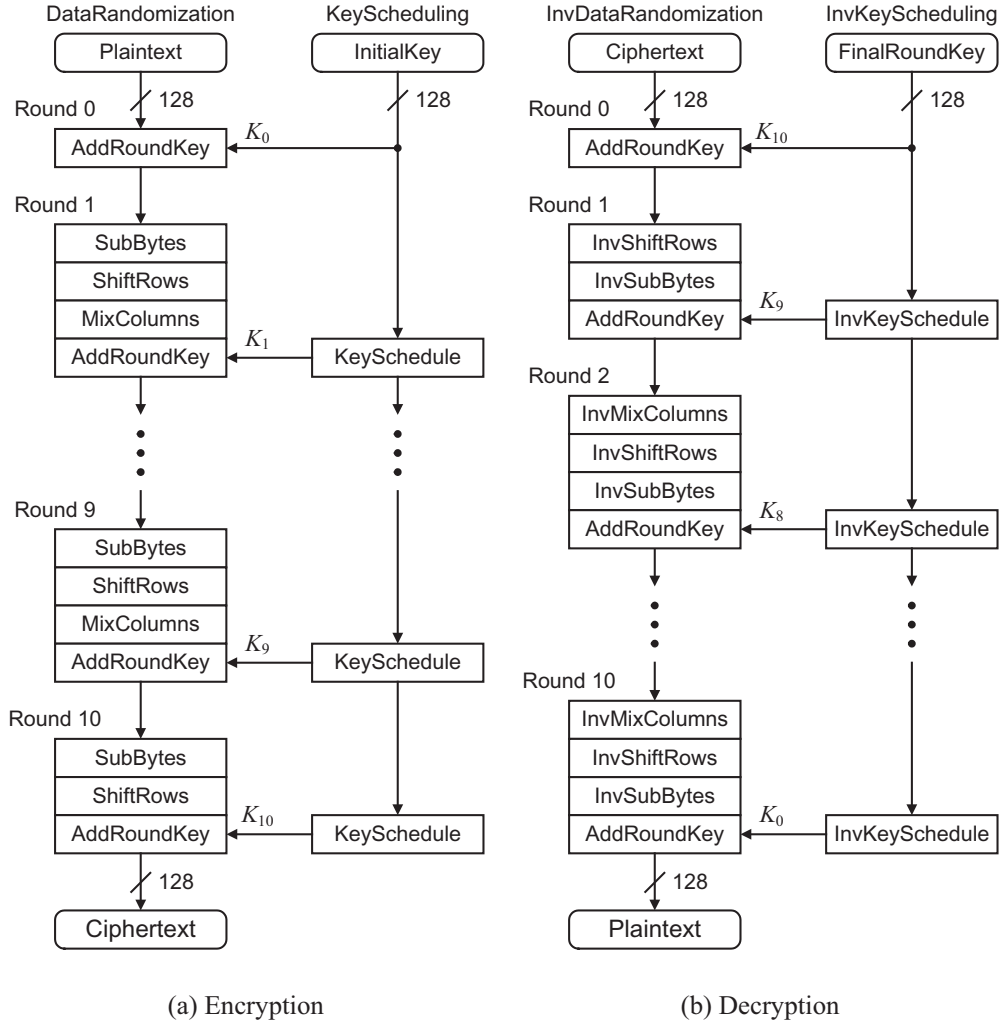 DataRandomization
KeyScheduling
Plaintext
InitialKey
128
128
Round 0
AddRoundKey
K0
Round 1
SubBytes
ShiftRows
MixColumns
AddRoundKey
K1
KeySchedule
Round 9
SubBytes
ShiftRows
MixColumns
AddRoundKey
K9
KeySchedule
Round 10
SubBytes
ShiftRows
AddRoundKey
K10
KeySchedule
128
Ciphertext
(a) Encryption
InvDataRandomization
InvKeyScheduling
Ciphertext
FinalRoundKey
128
128
Round 0
AddRoundKey
K10
Round 1
InvShiftRows
InvSubBytes
AddRoundKey
K9
InvKeySchedule
Round 2
InvMixColumns
InvShiftRows
InvSubBytes
AddRoundKey
K8
InvKeySchedule
Round 10
InvMixColumns
InvShiftRows
InvSubBytes
AddRoundKey
K0
InvKeySchedule
128
Plaintext
(b) Decryption